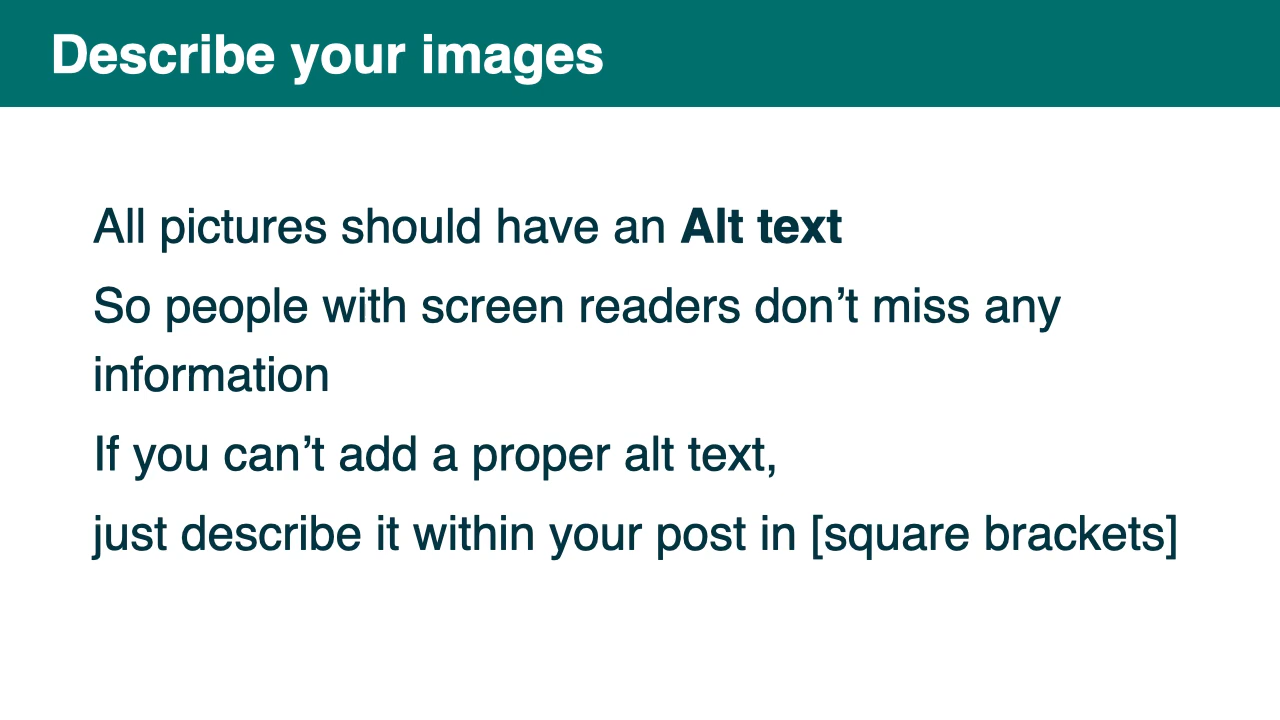 Describe your images
All pictures should have an Alt text
So people with screen readers don’t miss any
information
If you can’t add a proper alt text,
just describe it within your post in [square brackets]